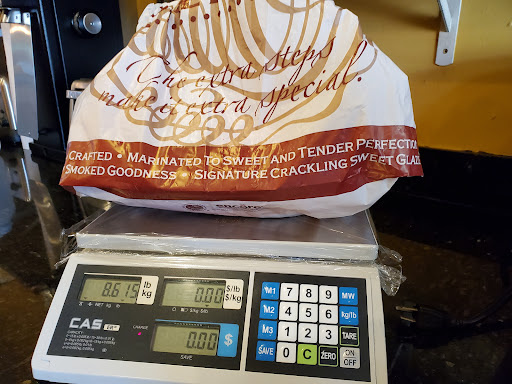 The extra steps
make it extra special.
CRAFTED • MARINATED TO SWEET AND TENDER PERFECTION
SMOKED GOODNESS • SIGNATURE CRACKLING SWEET GLAZE
8.615 lb
kg
0.00 $/lb
$/kg
CAS
0.00 $
SAVE
M1 7 8 9 MW
M2 4 5 6 kg/lb
M3 1 2 3 TARE
SAVE 0 C ZERO ON
OFF